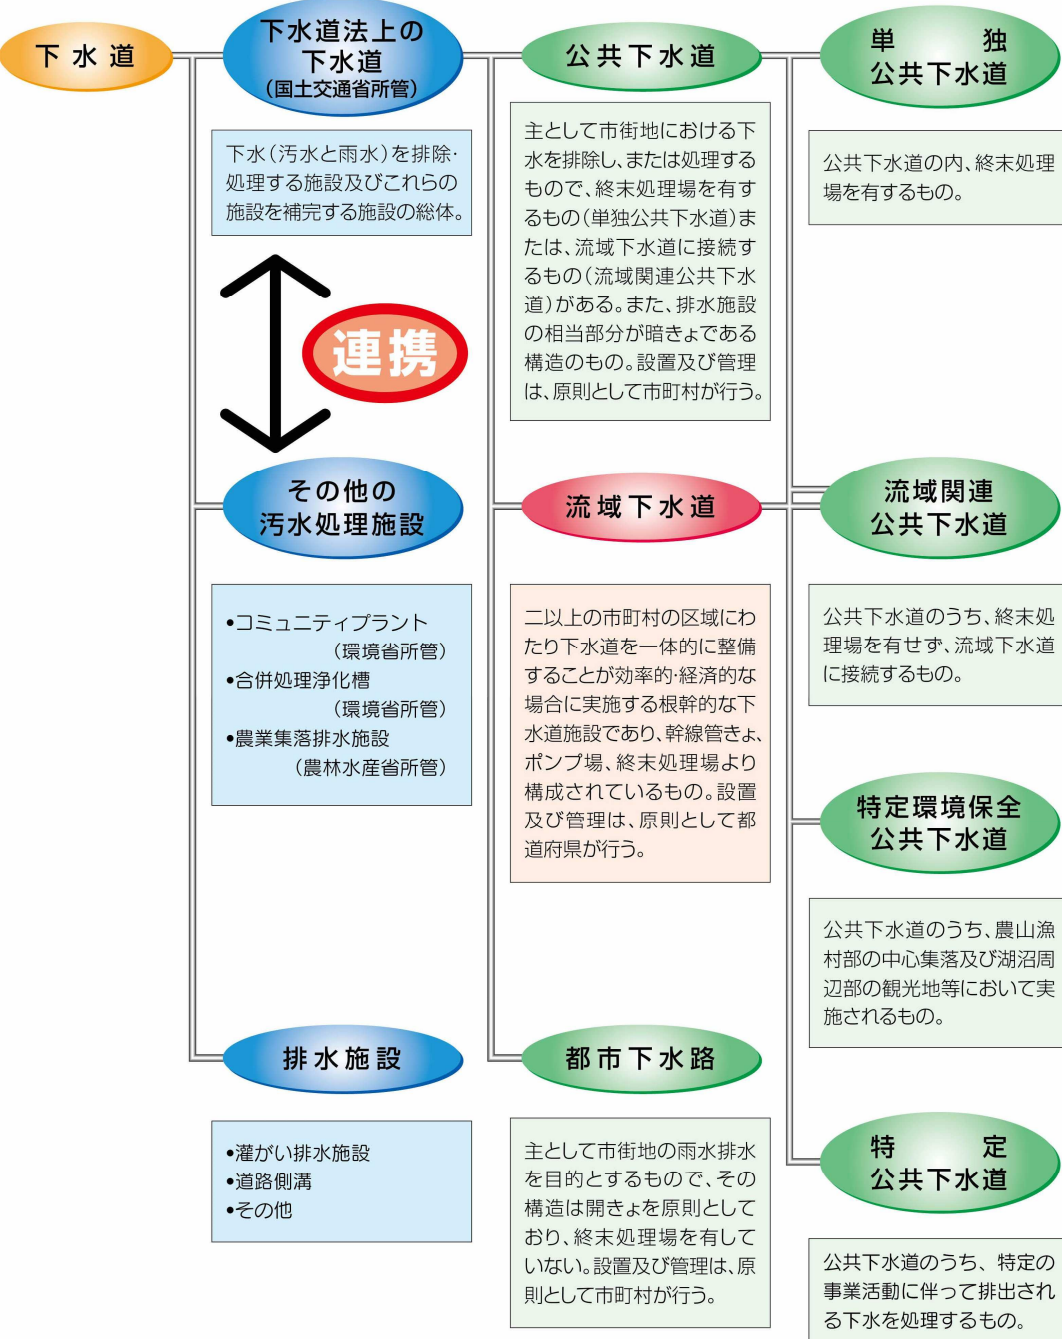 下水道
下水道法上の
下水道
(国土交通省所管)
下水(汚水と雨水)を排除・
処理する施設及びこれらの
施設を補完する施設の総体。
連携
その他の
汚水処理施設
•コミュニティプラント
(環境省所管)
•合併処理浄化槽
(環境省所管)
•農業集落排水施設
(農林水産省所管)
排水施設
•灌がい排水施設
•道路側溝
•その他
公共下水道
主として市街地における下
水を排除し、または処理する
もので、終末処理場を有す
るもの(単独公共下水道)ま
たは、流域下水道に接続す
るもの(流域関連公共下水
道)がある。また、排水施設
の相当部分が暗きょである
構造のもの。設置及び管理
は、原則として市町村が行う。
流域下水道
二以上の市町村の区域にわ
たり下水道を一体的に整備
することが効率的・経済的な
場合に実施する根幹的な下
水道施設であり、幹線管きょ、
ポンプ場、終末処理場より
構成されているもの。設置
及び管理は、原則として都
道府県が行う。
都市下水路
主として市街地の雨水排水
を目的とするもので、その
構造は開きょを原則として
おり、終末処理場を有して
いない。設置及び管理は、原
則として市町村が行う。
単　独
公共下水道
公共下水道の内、終末処理
場を有するもの。
流域関連
公共下水道
公共下水道のうち、終末処
理場を有せず、流域下水道
に接続するもの。
特定環境保全
公共下水道
公共下水道のうち、農山漁
村部の中心集落及び湖沼周
辺部の観光地等において実
施されるもの。
特　定
公共下水道
公共下水道のうち、特定の
事業活動に伴って排出され
る下水を処理するもの。